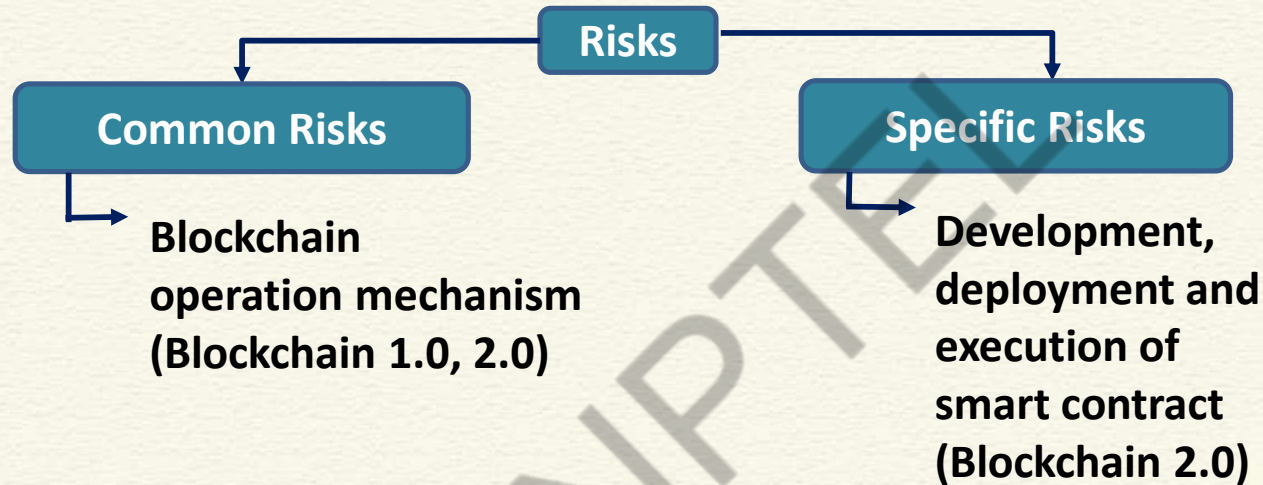 Risks
Common Risks
Blockchain
operation mechanism
(Blockchain 1.0, 2.0)
Specific Risks
Development,
deployment and
execution of
smart contract
(Blockchain 2.0)
NPTEL